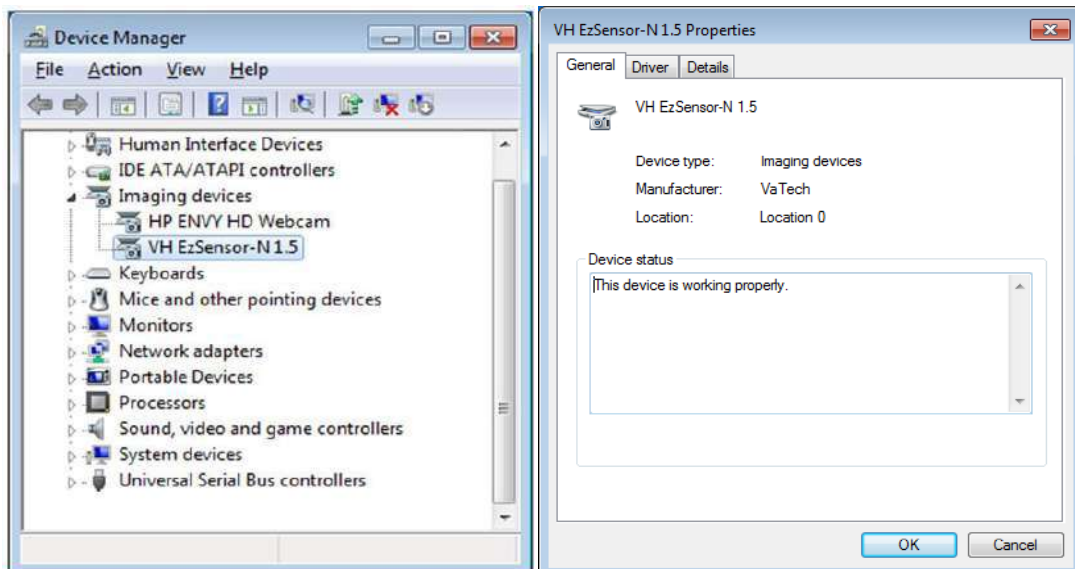 Device Manager
File Action View Help
Human Interface Devices
IDE ATA/ATAPI controllers
Imaging devices
HP ENVY HD Webcam
VH EzSensor-N 1.5
Keyboards
Mice and other pointing devices
Monitors
Network adapters
Portable Devices
Processors
Sound, video and game controllers
System devices
Universal Serial Bus controllers
VH EzSensor-N 1.5 Properties
General Driver Details
VH EzSensor-N 1.5
Device type: Imaging devices
Manufacturer: VaTech
Location: Location 0
Device status
This device is working properly.
OK Cancel